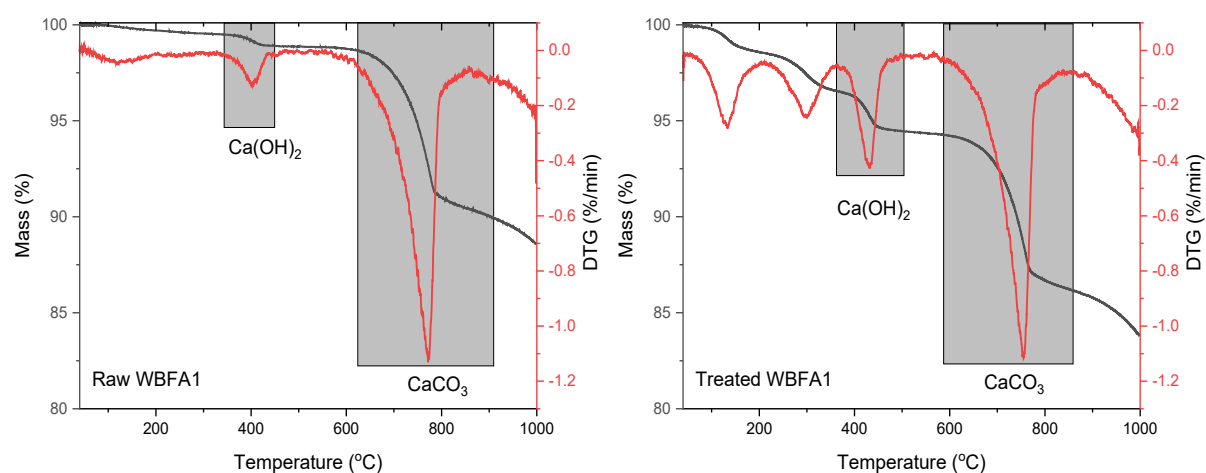 100
95
90
85
80
Mass (%)
0.0
-0.2
-0.4
-0.6
-0.8
-1.0
-1.2
DTG (%/min)
Ca(OH)₂
CaCO₃
Raw WBFA1
200 400 600 800 1000
Temperature (ᵒC)
100
95
90
85
80
Mass (%)
0.0
-0.2
-0.4
-0.6
-0.8
-1.0
-1.2
DTG (%/min)
Ca(OH)₂
CaCO₃
Treated WBFA1
200 400 600 800 1000
Temperature (ᵒC)